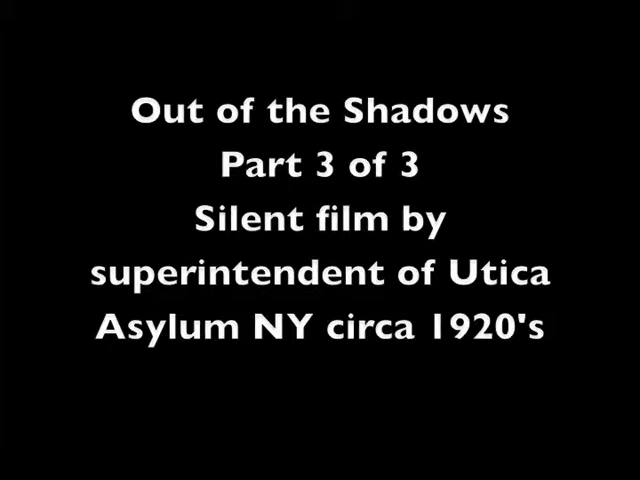 Out of the Shadows
Part 3 of 3
Silent film by
superintendent of Utica
Asylum NY circa 1920's